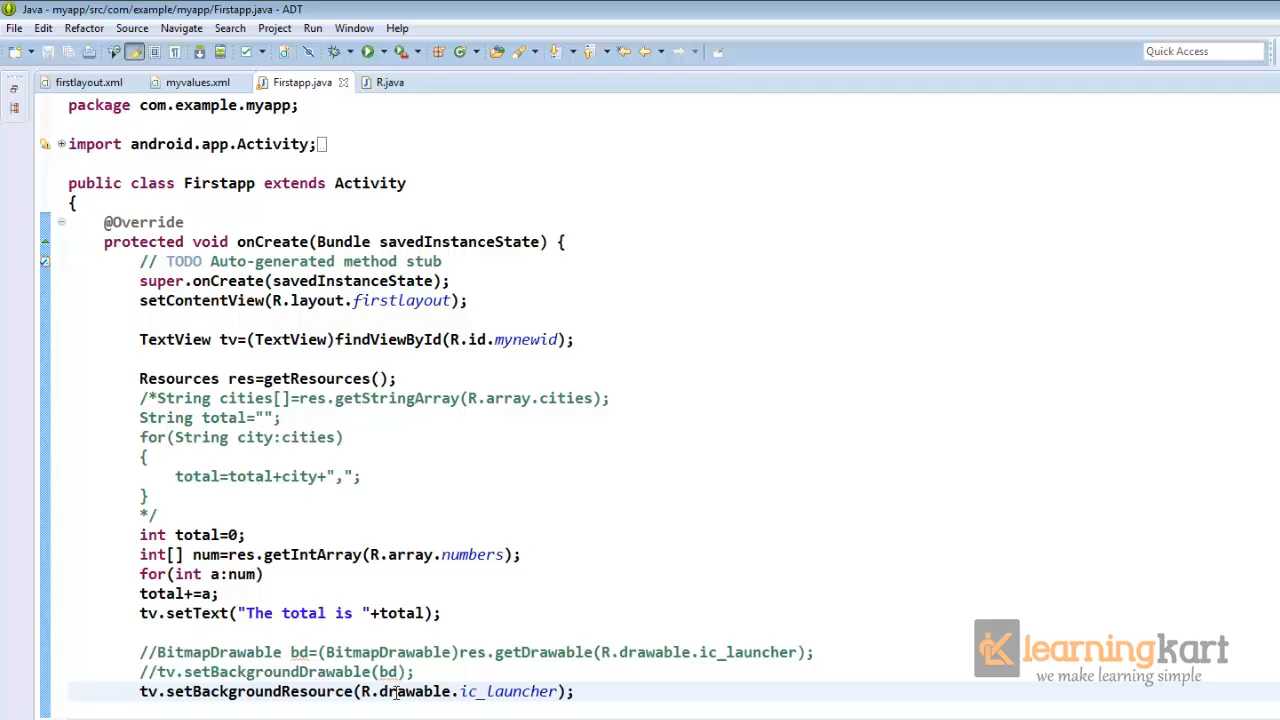 Java - myapp/src/com/example/myapp/Firstapp.java - ADT
File Edit Refactor Source Navigate Search Project Run Window Help
Quick Access
firstlayout.xml myvalues.xml Firstapp.java R.java
package com.example.myapp;
import android.app.Activity;
public class Firstapp extends Activity
{
@Override
protected void onCreate(Bundle savedInstanceState) {
// TODO Auto-generated method stub
super.onCreate(savedInstanceState);
setContentView(R.layout.firstlayout);
TextView tv=(TextView)findViewById(R.id.mynewid);
Resources res=getResources();
/*String cities[]=res.getStringArray(R.array.cities);
String total="";
for(String city:cities)
{
total=total+city+",";
}
*/
int total=0;
int[] num=res.getIntArray(R.array.numbers);
for(int a:num)
total+=a;
tv.setText("The total is "+total);
//BitmapDrawable bd=(BitmapDrawable)res.getDrawable(R.drawable.ic_launcher);
//tv.setBackgroundDrawable(bd);
tv.setBackgroundResource(R.drawable.ic_launcher);
learningkart
we make learning simple